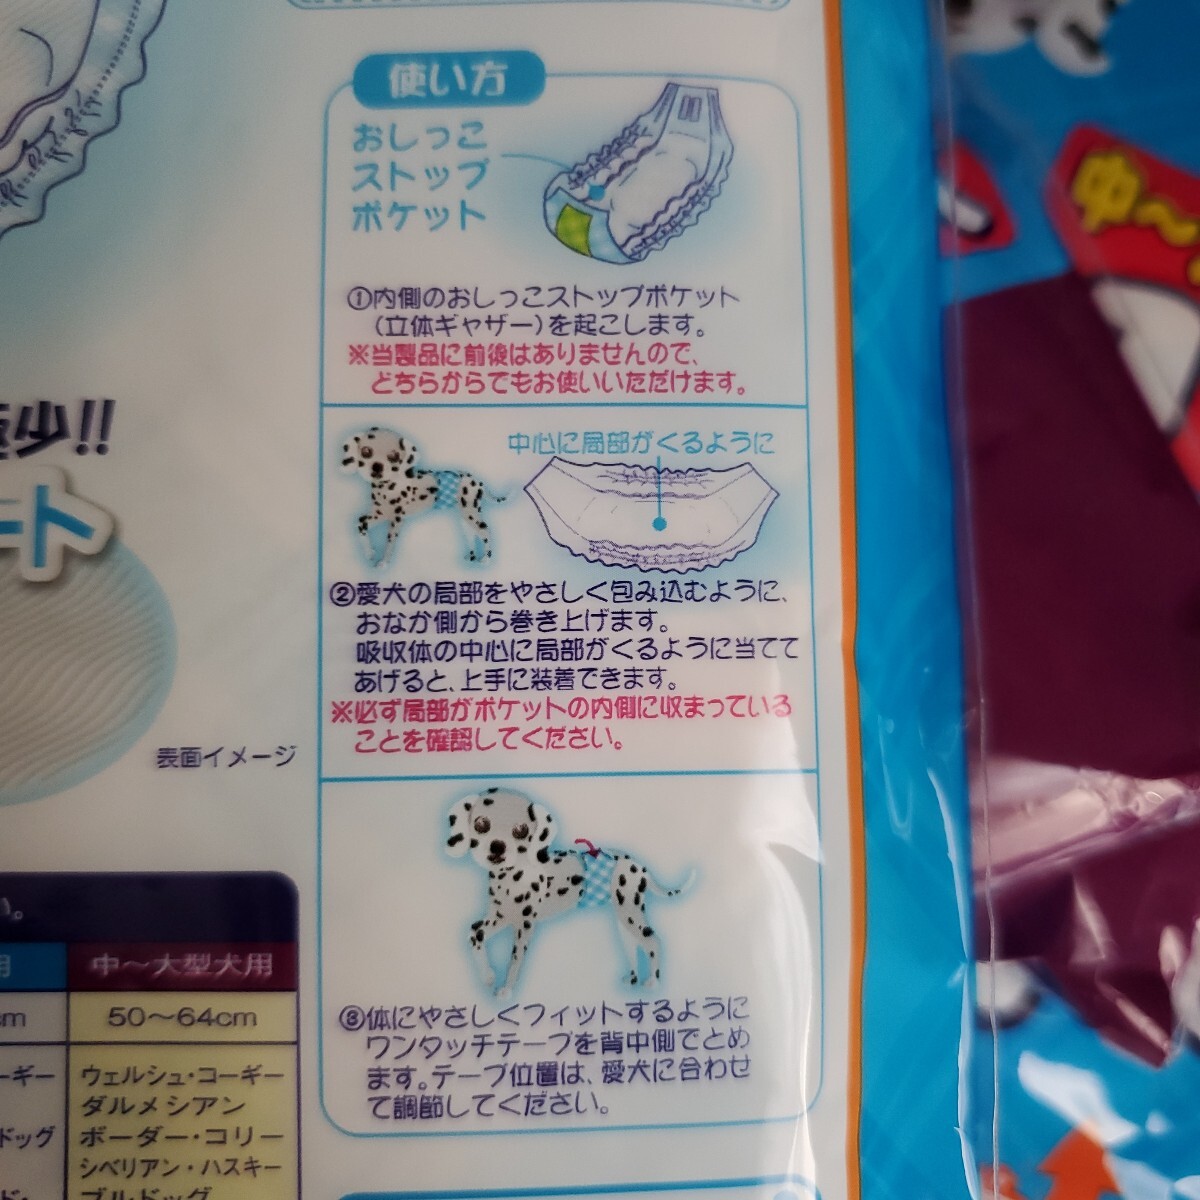 使い方
おしっこ
ストップ
ポケット
①内側のおしっこストップポケット
（立体ギャザー）を起こします。
※当製品に前後はありませんので、
どちらからでもお使いいただけます。
中心に局部がくるように
②愛犬の局部をやさしく包み込むように、
おなか側から巻き上げます。
吸収体の中心に局部がくるように当てて
あげると、上手に装着できます。
※必ず局部がポケットの内側に収まっている
ことを確認してください。
③体にやさしくフィットするように
ワンタッチテープを背中側でとめ
ます。テープ位置は、愛犬に合わせ
て調節してください。
少!!
ート
表面イメージ
い。
用
中〜大型犬用
cm
50〜64cm
ーギー
ウェルシュ・コーギー
ダルメシアン
ドッグ
ボーダー・コリー
シベリアン・ハスキー
ド・
ブルドッグ
中〜